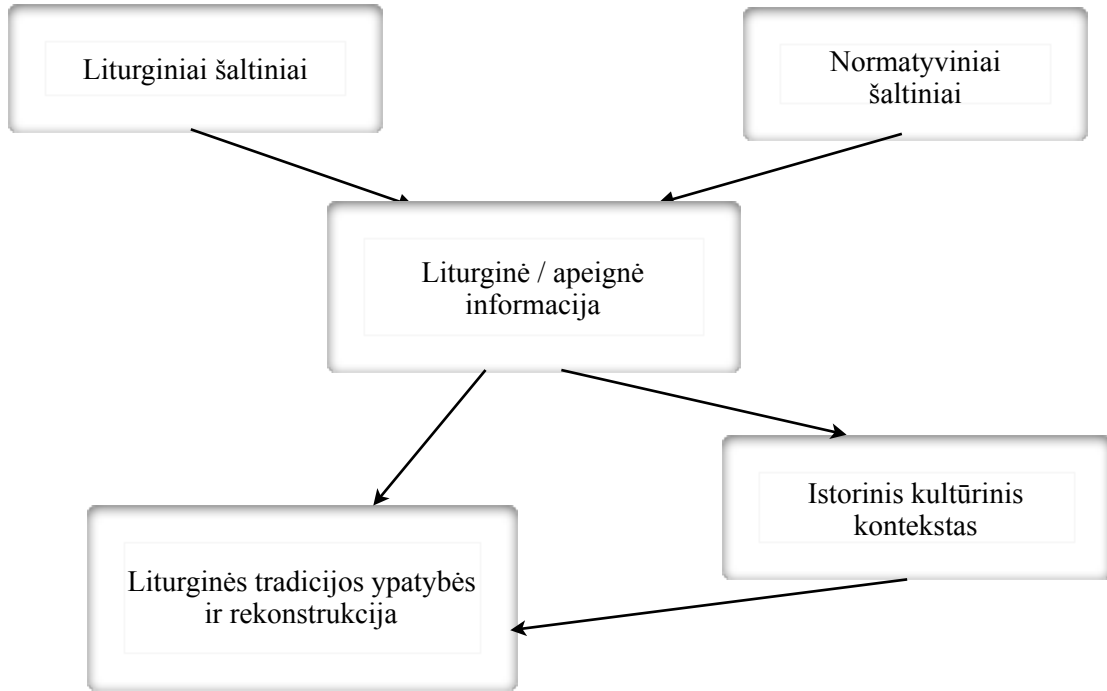 Liturginiai šaltiniai
Normatyviniai
šaltiniai
Liturginė / apeignė
informacija
Istorinis kultūrinis
kontekstas
Liturginės tradicijos ypatybės
ir rekonstrukcija